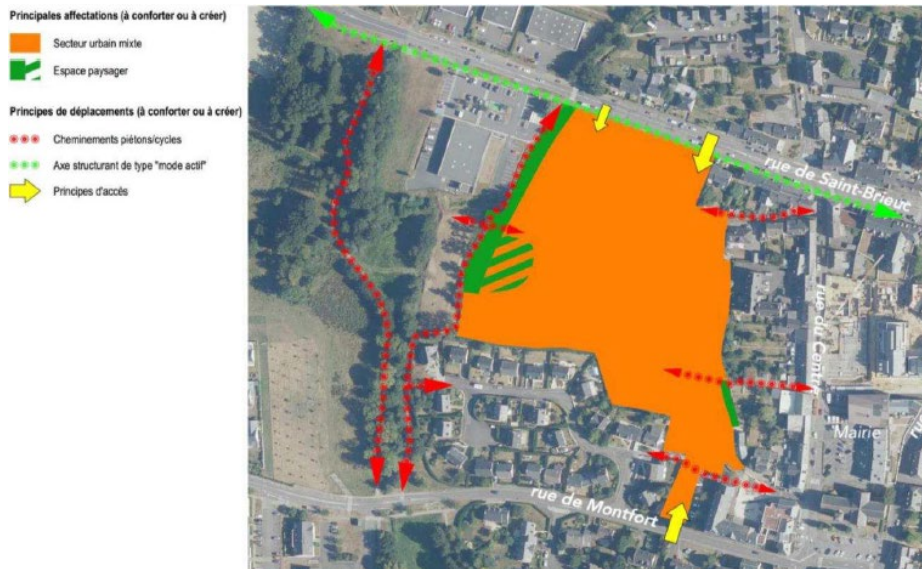 Principales affectations (à conforter ou à créer)
Secteur urbain mixte
Espace paysager
Principes de déplacements (à conforter ou à créer)
Cheminements piétons/cycles
Axe structurant de type "mode actif"
Principes d'accés
rue de Saint-Brieuc
rue du Centre
Mairie
rue de Montfort